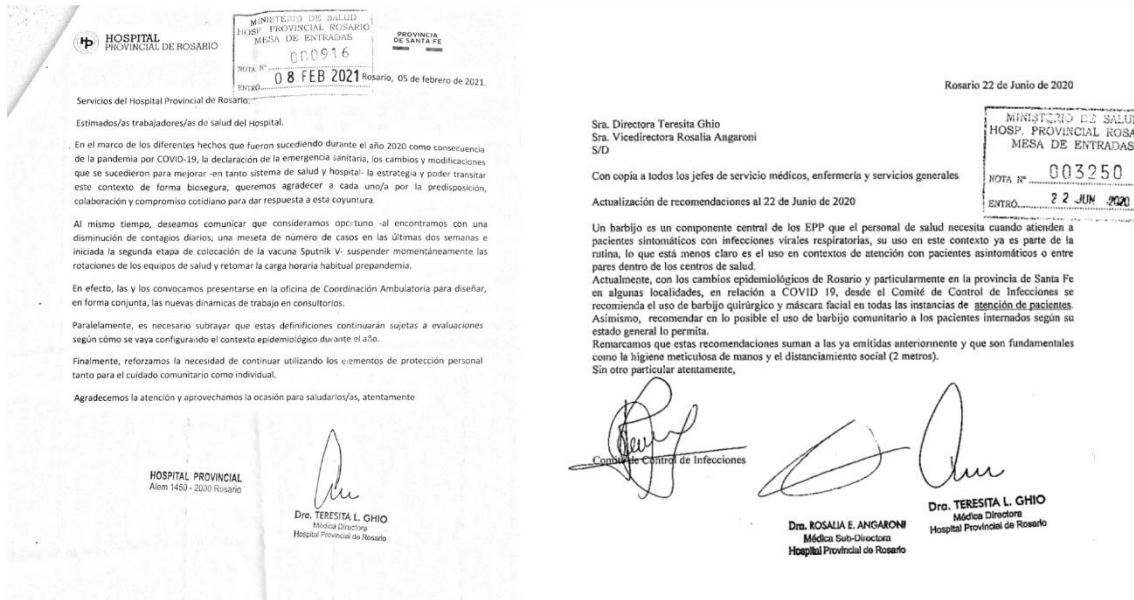 HOSPITAL
PROVINCIAL DE ROSARIO
MINISTERIO DE SALUD
HOSP. PROVINCIAL ROSARIO
MESA DE ENTRADAS
NOTA N° 000916
ENTRÓ 08 FEB 2021
PROVINCIA
DE SANTA FE
Rosario, 05 de febrero de 2021.
Servicios del Hospital Provincial de Rosario.
Estimados/as trabajadores/as de salud del Hospital.
En el marco de los diferentes hechos que fueron sucediendo durante el año 2020 como consecuencia
de la pandemia por COVID-19, la declaración de la emergencia sanitaria, los cambios y modificaciones
que se sucedieron para mejorar -en tanto sistema de salud y hospital- la estrategia y poder transitar
este contexto de forma biosegura, queremos agradecer a cada uno/a por la predisposición,
colaboración y compromiso cotidiano para dar respuesta a esta coyuntura.
Al mismo tiempo, deseamos comunicar que consideramos oportuno -al encontramos con una
disminución de contagios diarios, una meseta de número de casos en las últimas dos semanas e
iniciada la segunda etapa de colocación de la vacuna Sputnik V- suspender momentáneamente las
rotaciones de los equipos de salud y retomar la carga horaria habitual prepandemia.
En efecto, las y los convocamos presentarse en la oficina de Coordinación Ambulatoria para diseñar,
en forma conjunta, las nuevas dinámicas de trabajo en consultorios.
Paralelamente, es necesario subrayar que estas definiciones continuarán sujetas a evaluaciones
según cómo se vaya configurando el contexto epidemiológico durante el año.
Finalmente, reforzamos la necesidad de continuar utilizando los elementos de protección personal
tanto para el cuidado comunitario como individual.
Agradecemos la atención y aprovechamos la ocasión para saludarlos/as, atentamente
HOSPITAL PROVINCIAL
Alem 1450 - 2000 Rosario
Dra. TERESITA L. GHIO
Médica Directora
Hospital Provincial de Rosario
Rosario 22 de Junio de 2020
Sra. Directora Teresita Ghio
Sra. Vicedirectora Rosalia Angaroni
S/D
MINISTERIO DE SALUD
HOSP. PROVINCIAL ROSA
MESA DE ENTRADAS
NOTA N° 003250
ENTRÓ 22 JUN 2020
Con copia a todos los jefes de servicio médicos, enfermería y servicios generales
Actualización de recomendaciones al 22 de Junio de 2020
Un barbijo es un componente central de los EPP que el personal de salud necesita cuando atienden a
pacientes sintomáticos con infecciones virales respiratorias, su uso en este contexto ya es parte de la
rutina, lo que está menos claro es el uso en contextos de atención con pacientes asintomáticos o entre
pares dentro de los centros de salud.
Actualmente, con los cambios epidemiológicos de Rosario y particularmente en la provincia de Santa Fe
en algunas localidades, en relación a COVID 19, desde el Comité de Control de Infecciones se
recomienda el uso de barbijo quirúrgico y máscara facial en todas las instancias de atención de pacientes.
Asimismo, recomendar en lo posible el uso de barbijo comunitario a los pacientes internados según su
estado general lo permita.
Remarcamos que estas recomendaciones suman a las ya emitidas anteriormente y que son fundamentales
como la higiene meticulosa de manos y el distanciamiento social (2 metros).
Sin otro particular atentamente,
Comité de Control de Infecciones
Dra. ROSALIA E. ANGARONI
Médica Sub-Directora
Hospital Provincial de Rosario
Dra. TERESITA L. GHIO
Médica Directora
Hospital Provincial de Rosario